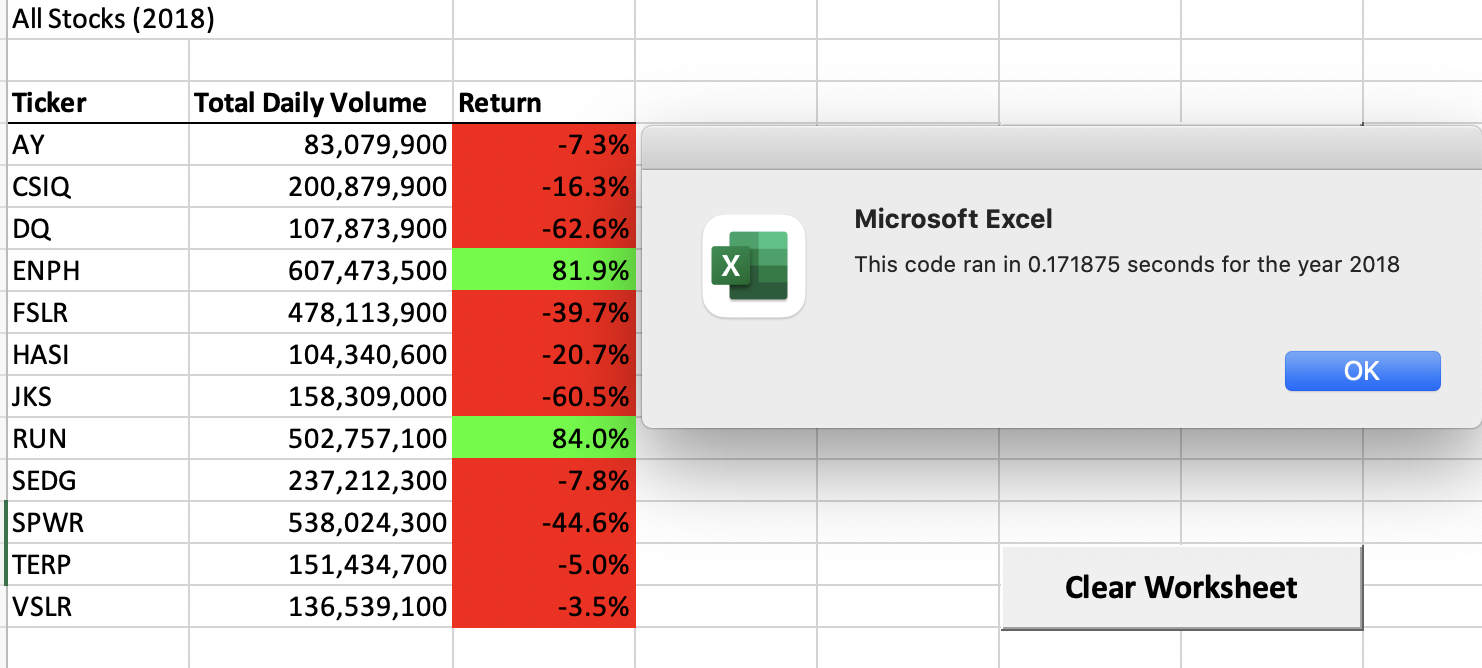 All Stocks (2018)
Ticker Total Daily Volume Return
AY 83,079,900 -7.3%
CSIQ 200,879,900 -16.3%
DQ 107,873,900 -62.6%
ENPH 607,473,500 81.9%
FSLR 478,113,900 -39.7%
HASI 104,340,600 -20.7%
JKS 158,309,000 -60.5%
RUN 502,757,100 84.0%
SEDG 237,212,300 -7.8%
SPWR 538,024,300 -44.6%
TERP 151,434,700 -5.0%
VSLR 136,539,100 -3.5%
X
Microsoft Excel
This code ran in 0.171875 seconds for the year 2018
OK
Clear Worksheet